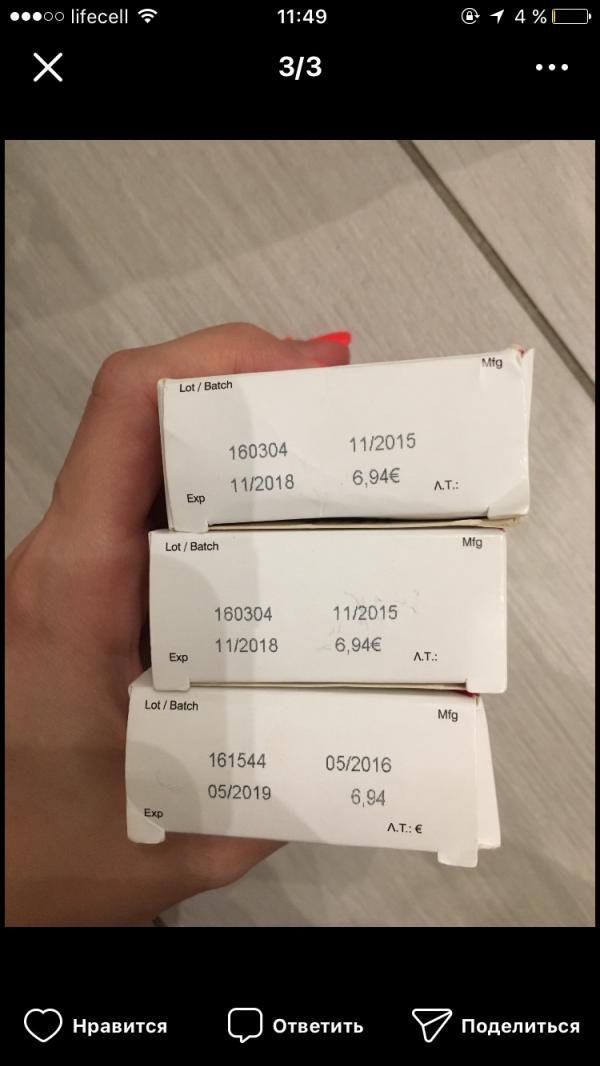 lifecell 11:49 4 %
3/3
Lot / Batch Mfg
160304 11/2015
11/2018 6,94€
Exp Λ.Τ.:
Lot / Batch Mfg
160304 11/2015
11/2018 6,94€
Exp Λ.Τ.:
Lot / Batch Mfg
161544 05/2016
05/2019 6,94
Exp Λ.Τ.: €
Нравится Ответить Поделиться